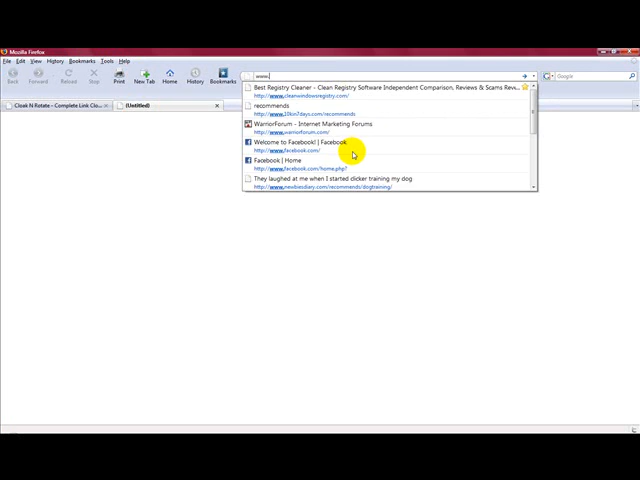 Mozilla Firefox
File Edit View History Bookmarks Tools Help
Back Forward Reload Stop Print New Tab Home History Bookmarks
www.
Google
Cloak N Rotate - Complete Link Clo...
(Untitled)
Best Registry Cleaner - Clean Registry Software Independent Comparison, Reviews & Scams Revi...
http://www.cleanwindowsregistry.com/
recommends
http://www.10kin7days.com/recommends
WarriorForum - Internet Marketing Forums
http://www.warriorforum.com/
Welcome to Facebook! | Facebook
http://www.facebook.com/
Facebook | Home
http://www.facebook.com/home.php?
They laughed at me when I started clicker training my dog
http://www.newbiesdiary.com/recommends/dogtraining/